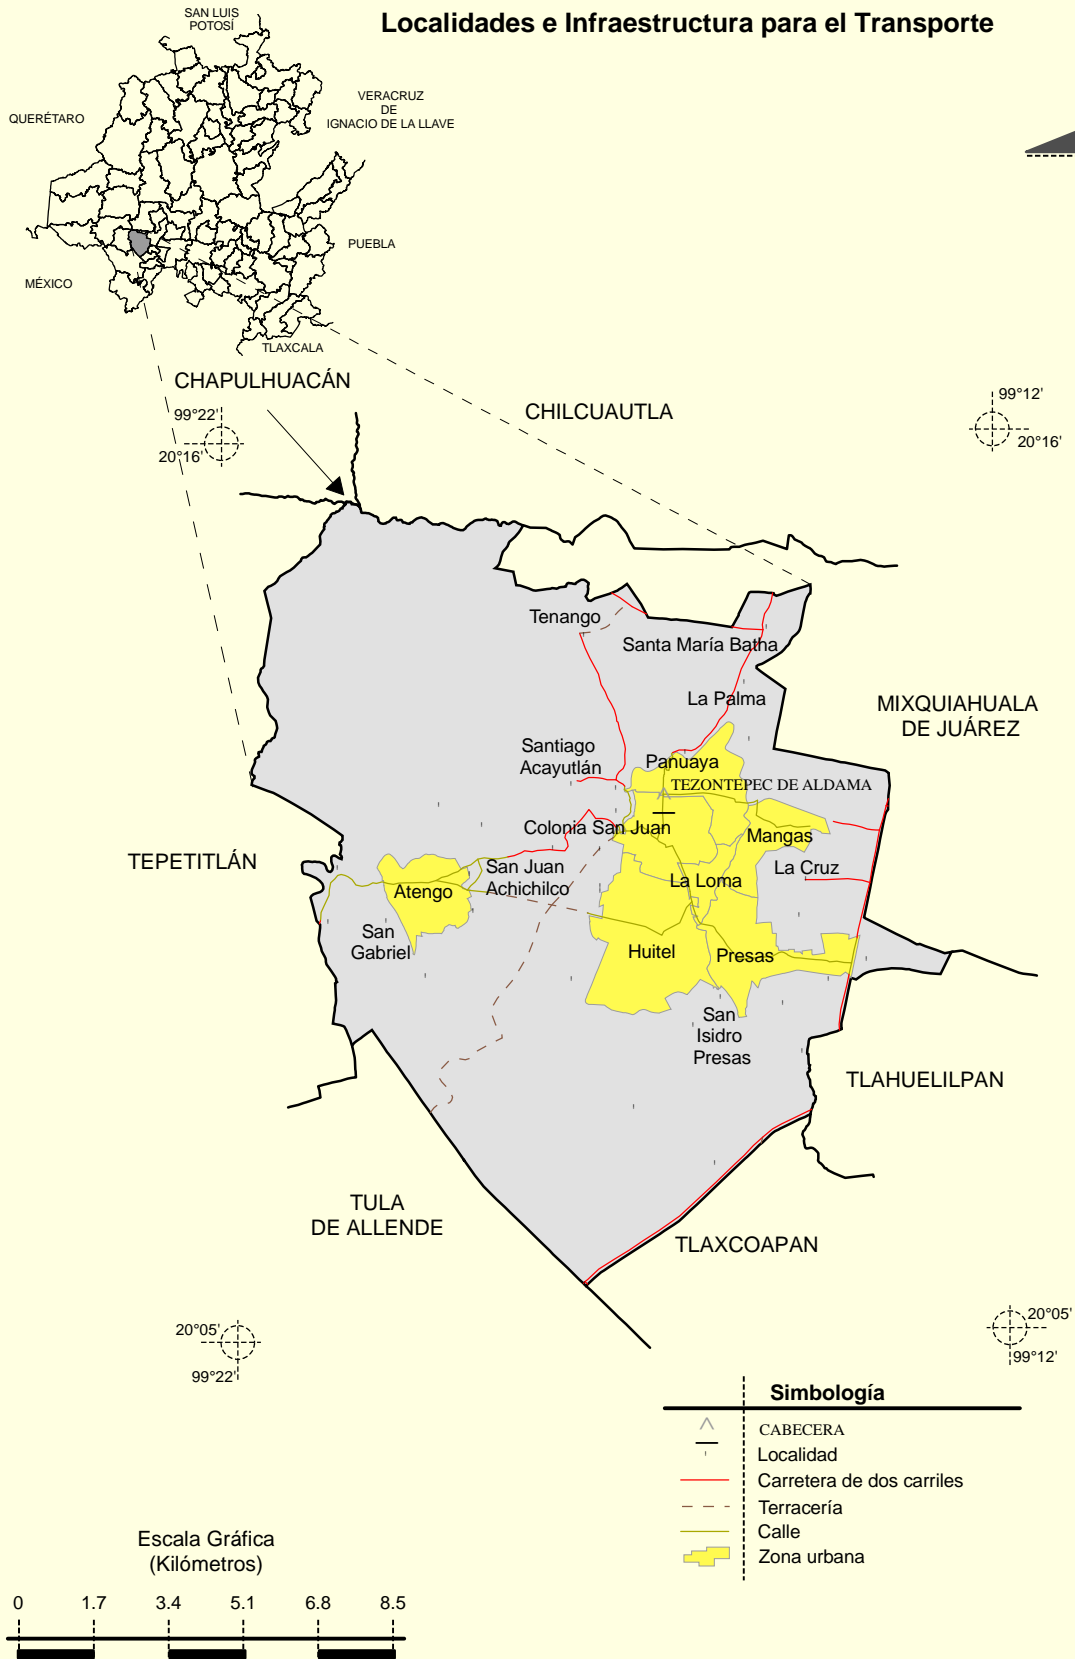 Localidades e Infraestructura para el Transporte
SAN LUIS
POTOSÍ
QUERÉTARO
VERACRUZ
DE
IGNACIO DE LA LLAVE
PUEBLA
MÉXICO
TLAXCALA
CHAPULHUACÁN
CHILCUAUTLA
99°22'
20°16'
99°12'
20°16'
Tenango
Santa María Batha
La Palma
MIXQUIAHUALA
DE JUÁREZ
Santiago
Acayutlán
Panuaya
TEZONTEPEC DE ALDAMA
Colonia San Juan
Mangas
TEPETITLÁN
San Juan
Achichilco
La Cruz
La Loma
Atengo
San
Gabriel
Huitel
Presas
San
Isidro
Presas
TLAHUELILPAN
TULA
DE ALLENDE
TLAXCOAPAN
20°05'
99°22'
20°05'
99°12'
Simbología
CABECERA
Localidad
Carretera de dos carriles
Terracería
Calle
Zona urbana
Escala Gráfica
(Kilómetros)
0 1.7 3.4 5.1 6.8 8.5